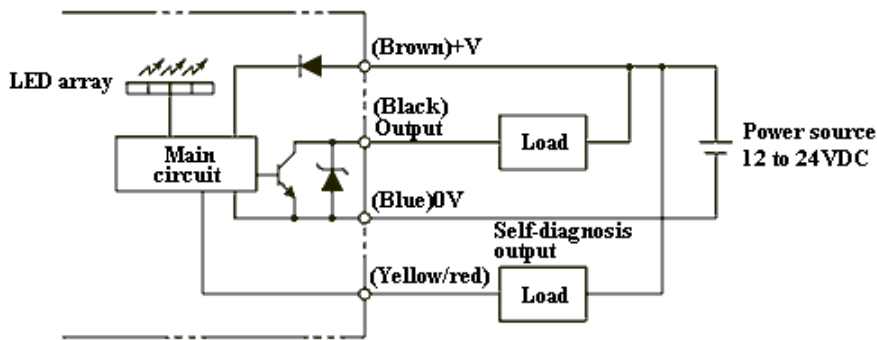 (Brown)+V
LED array
(Black)
Output
Load
Power source
12 to 24VDC
Main
circuit
(Blue)0V
Self-diagnosis
output
(Yellow/red)
Load